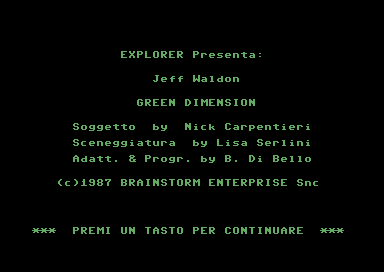 EXPLORER Presenta:
Jeff Waldon
GREEN DIMENSION
Soggetto by Nick Carpentieri
Sceneggiatura by Lisa Serlini
Adatt. & Progr. by B. Di Bello
(c)1987 BRAINSTORM ENTERPRISE Snc
*** PREMI UN TASTO PER CONTINUARE ***